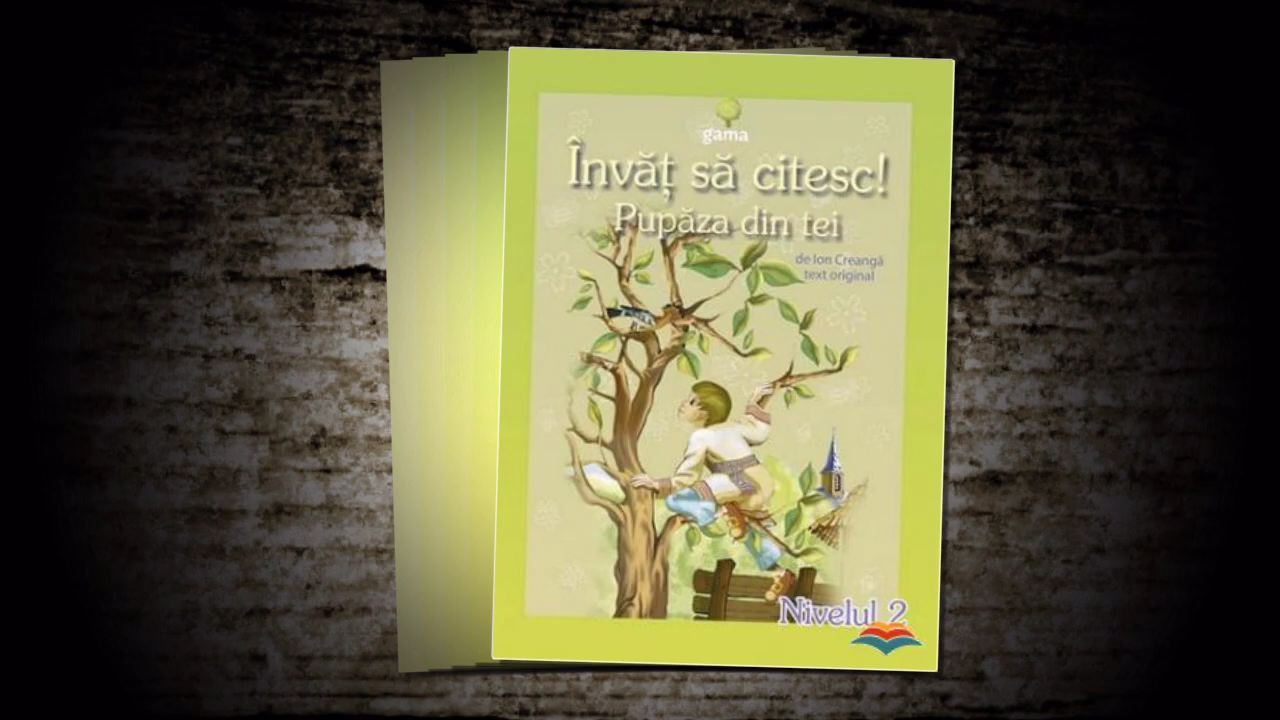 gama
Învăț să citesc!
Pupăza din tei
de Ion Creangă
text original
Nivelul 2